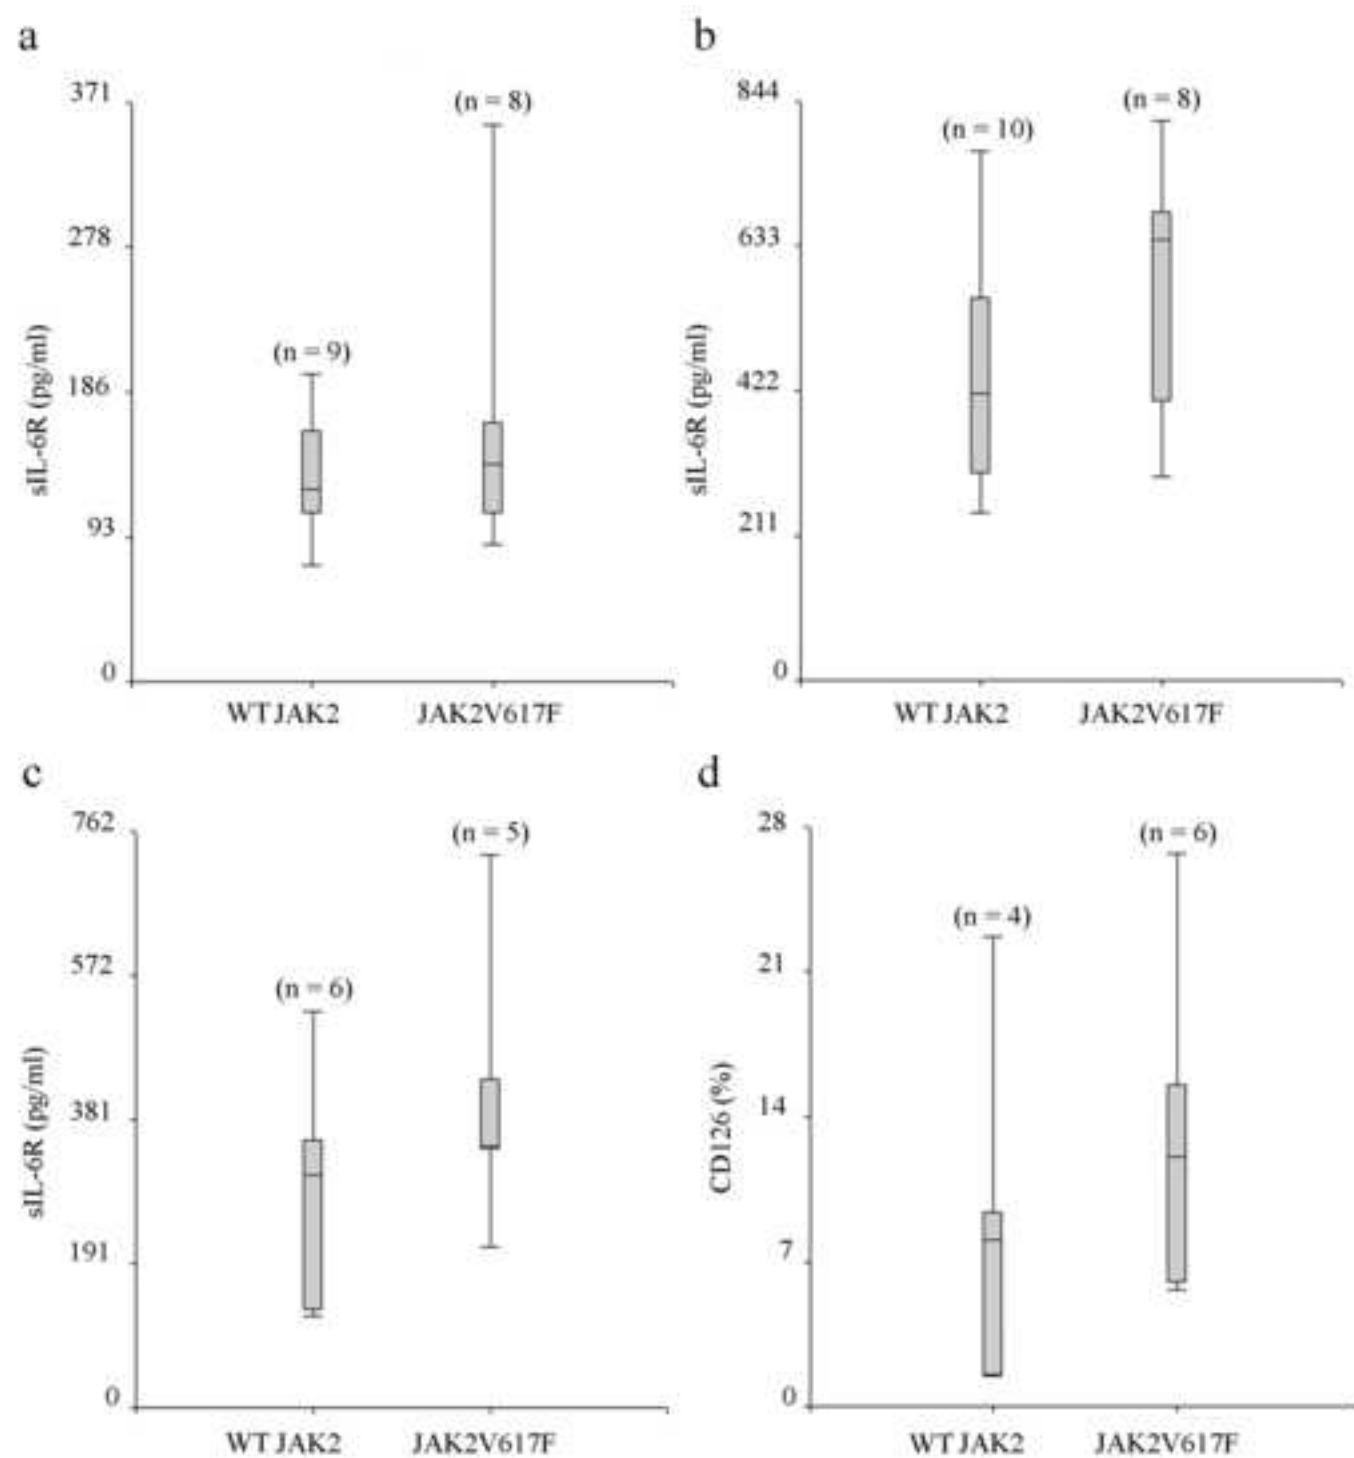 a
371
278
186
93
0
sIL-6R (pg/ml)
(n = 9)
(n = 8)
WT JAK2
JAK2V617F
b
844
633
422
211
0
sIL-6R (pg/ml)
(n = 10)
(n = 8)
WT JAK2
JAK2V617F
c
762
572
381
191
0
sIL-6R (pg/ml)
(n = 6)
(n = 5)
WT JAK2
JAK2V617F
d
28
21
14
7
0
CD126 (%)
(n = 4)
(n = 6)
WT JAK2
JAK2V617F